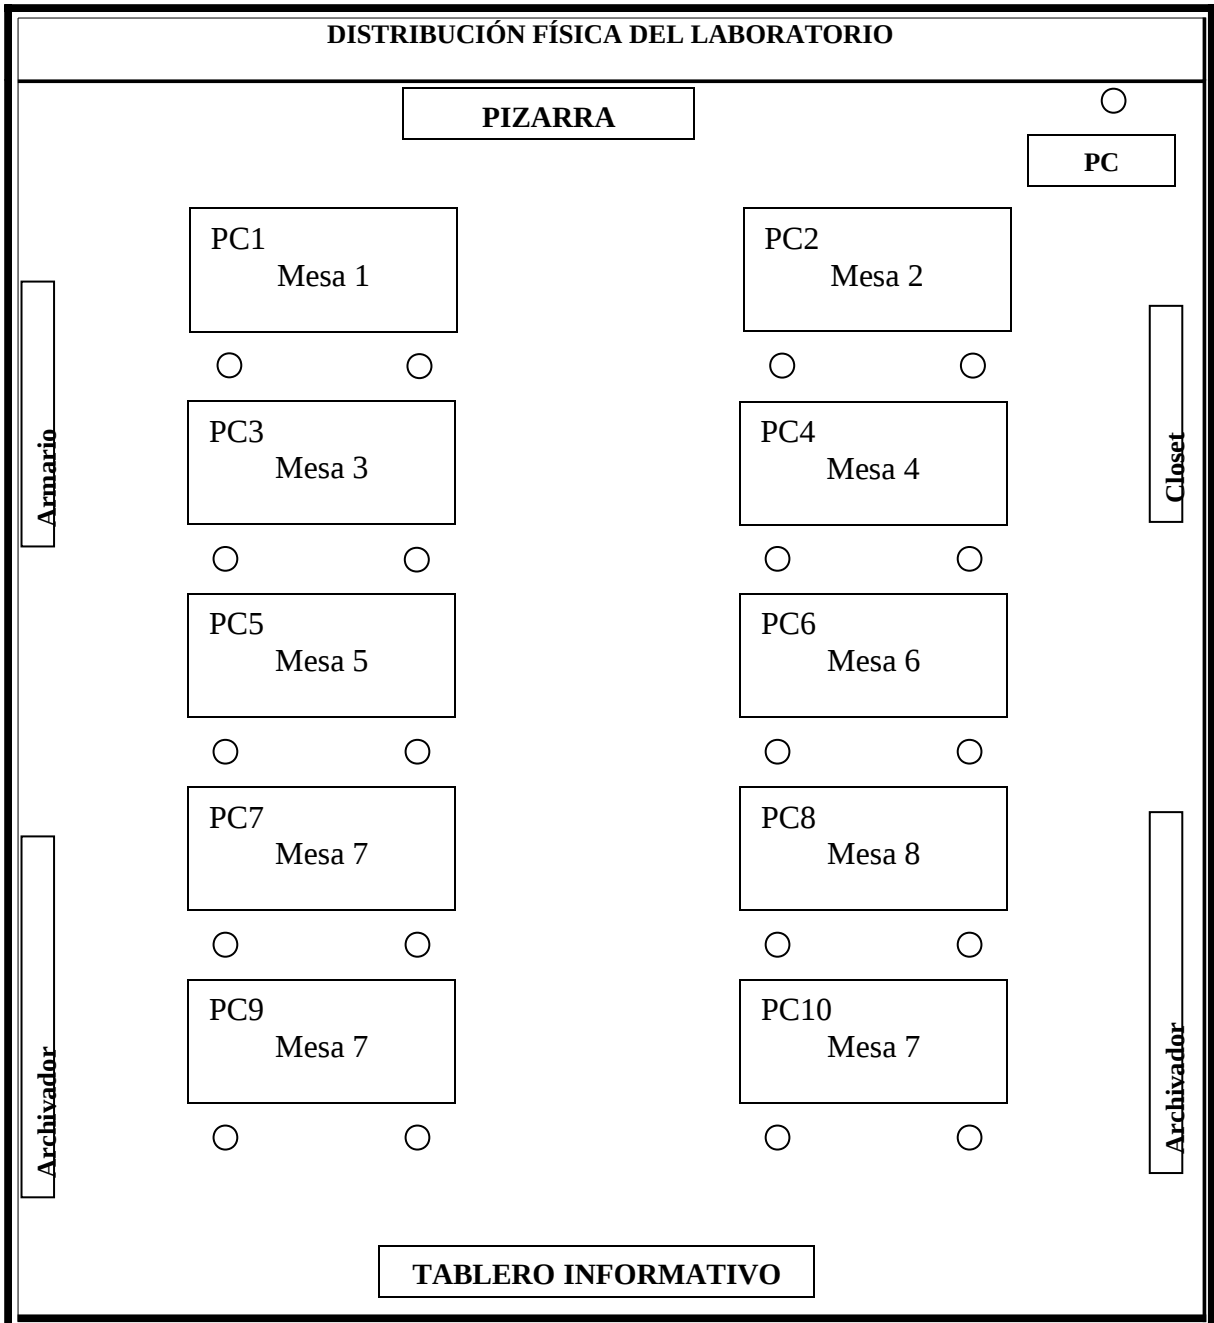 DISTRIBUCIÓN FÍSICA DEL LABORATORIO
PIZARRA
PC
PC1
Mesa 1
PC2
Mesa 2
Armario
Closet
PC3
Mesa 3
PC4
Mesa 4
PC5
Mesa 5
PC6
Mesa 6
PC7
Mesa 7
PC8
Mesa 8
PC9
Mesa 7
PC10
Mesa 7
Archivador
Archivador
TABLERO INFORMATIVO